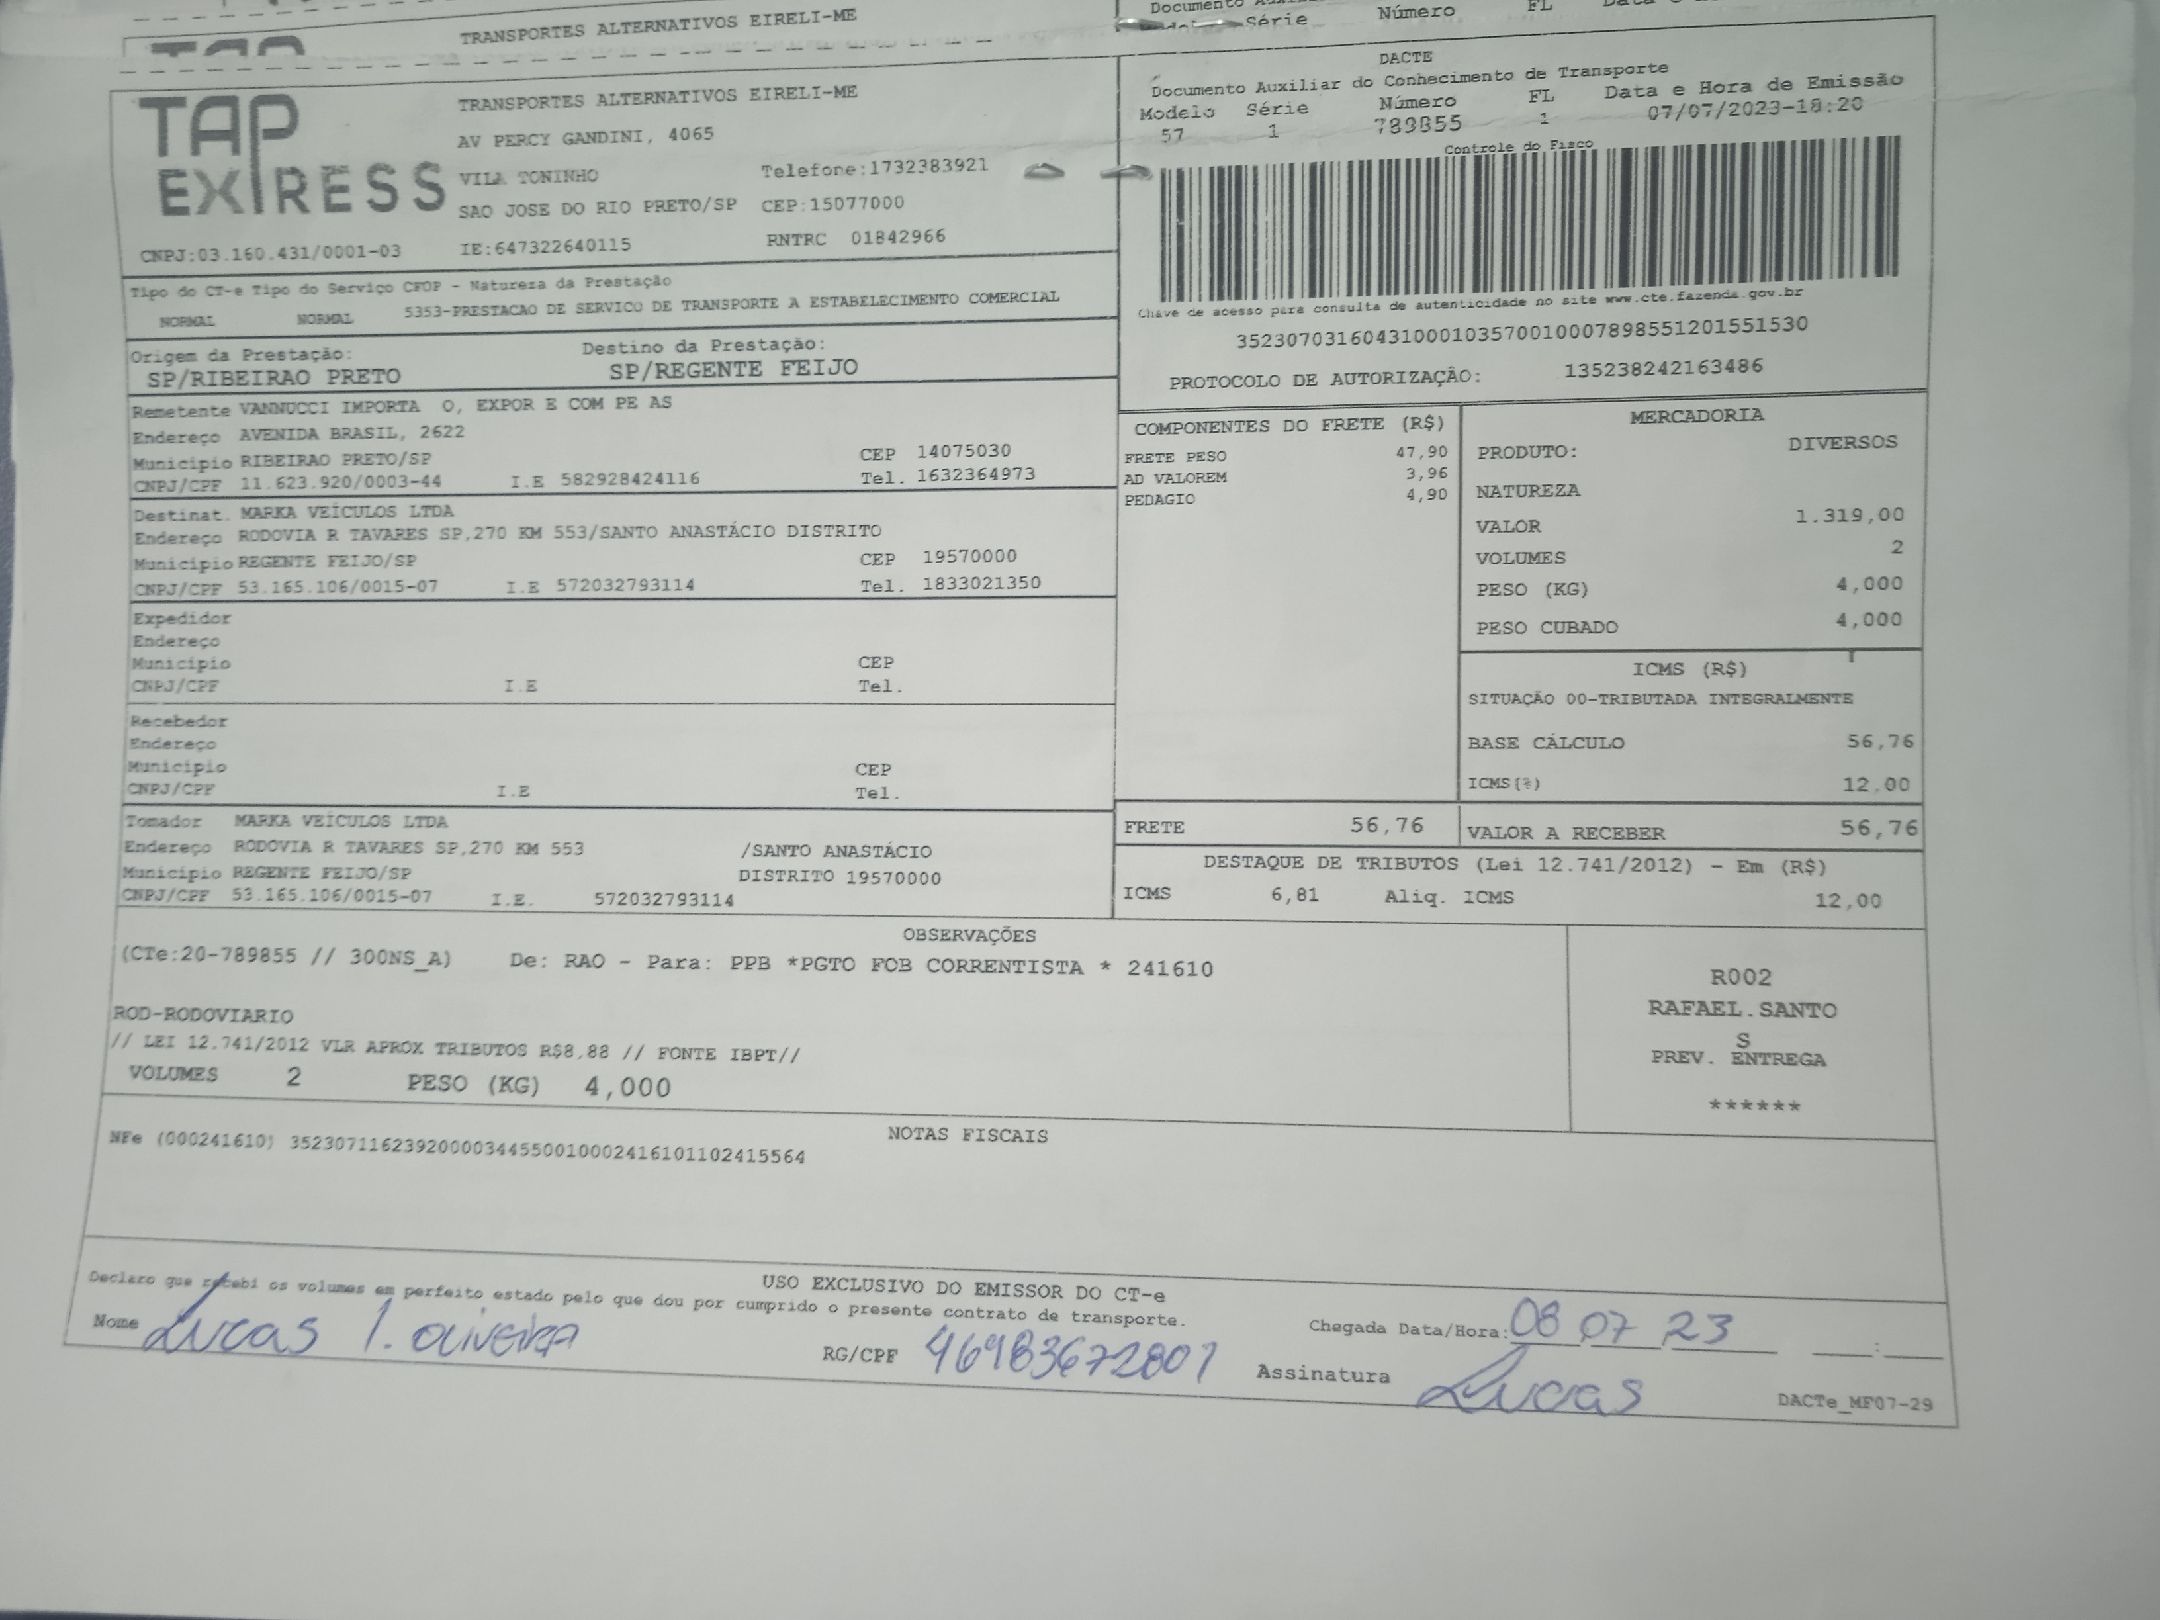 TRANSPORTES ALTERNATIVOS EIRELI-ME
Série Número FL
TAP EXPRESS
TRANSPORTES ALTERNATIVOS EIRELI-ME
AV PERCY GANDINI, 4065
VILA TONINHO Telefone:1732383921
SAO JOSE DO RIO PRETO/SP CEP:15077000
CNPJ:03.160.431/0001-03 IE:647322640115 RNTRC 01842966
DACTE
Documento Auxiliar do Conhecimento de Transporte
Modelo Série Número FL Data e Hora de Emissão
57 1 789855 1 07/07/2023-18:20
Controle do Fisco
Chave de acesso para consulta de autenticidade no site www.cte.fazenda.gov.br
35230703160431000103570010007898551201551530
PROTOCOLO DE AUTORIZAÇÃO: 135238242163486
Tipo do CT-e Tipo do Serviço CFOP - Natureza da Prestação
NORMAL NORMAL 5353-PRESTACAO DE SERVICO DE TRANSPORTE A ESTABELECIMENTO COMERCIAL
Origem da Prestação: Destino da Prestação:
SP/RIBEIRAO PRETO SP/REGENTE FEIJO
Remetente VANNUCCI IMPORTA O, EXPOR E COM PE AS
Endereço AVENIDA BRASIL, 2622
Municipio RIBEIRAO PRETO/SP CEP 14075030
CNPJ/CPF 11.623.920/0003-44 I.E 582928424116 Tel. 1632364973
Destinat. MARKA VEÍCULOS LTDA
Endereço RODOVIA R TAVARES SP,270 KM 553/SANTO ANASTÁCIO DISTRITO
Municipio REGENTE FEIJO/SP CEP 19570000
CNPJ/CPF 53.165.106/0015-07 I.E 572032793114 Tel. 1833021350
Expedidor
Endereço
Municipio CEP
CNPJ/CPF I.E Tel.
Recebedor
Endereço
Municipio CEP
CNPJ/CPF I.E Tel.
Tomador MARKA VEÍCULOS LTDA
Endereço RODOVIA R TAVARES SP,270 KM 553 /SANTO ANASTÁCIO
Municipio REGENTE FEIJO/SP DISTRITO 19570000
CNPJ/CPF 53.165.106/0015-07 I.E. 572032793114
COMPONENTES DO FRETE (R$)
FRETE PESO 47,90
AD VALOREM 3,96
PEDAGIO 4,90
MERCADORIA
PRODUTO: DIVERSOS
NATUREZA
VALOR 1.319,00
VOLUMES 2
PESO (KG) 4,000
PESO CUBADO 4,000
ICMS (R$)
SITUAÇÃO 00-TRIBUTADA INTEGRALMENTE
BASE CÁLCULO 56,76
ICMS(%) 12,00
FRETE 56,76 VALOR A RECEBER 56,76
DESTAQUE DE TRIBUTOS (Lei 12.741/2012) - Em (R$)
ICMS 6,81 Aliq. ICMS 12,00
OBSERVAÇÕES
(CTe:20-789855 // 300NS_A) De: RAO - Para: PPB *PGTO FOB CORRENTISTA * 241610
ROD-RODOVIARIO
// LEI 12.741/2012 VLR APROX TRIBUTOS R$8,88 // FONTE IBPT//
VOLUMES 2 PESO (KG) 4,000
R002
RAFAEL.SANTO
S
PREV. ENTREGA
******
NOTAS FISCAIS
NFe (000241610) 35230711623920000344550010002416101102415564
USO EXCLUSIVO DO EMISSOR DO CT-e
Declaro que recebi os volumes em perfeito estado pelo que dou por cumprido o presente contrato de transporte.
Nome Lucas I. Oliveira RG/CPF 46983672801 Chegada Data/Hora: 08 07 23 :
Assinatura Lucas
DACTe_MF07-29